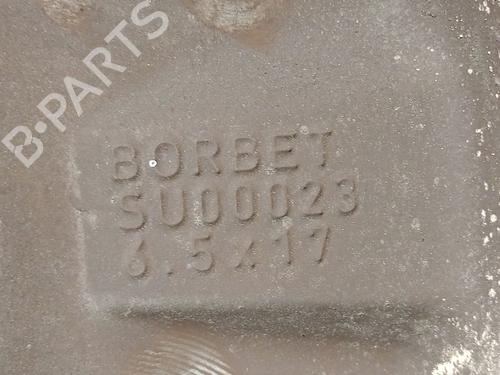 B·PARTS
BORBET
SU00023
6.5x17